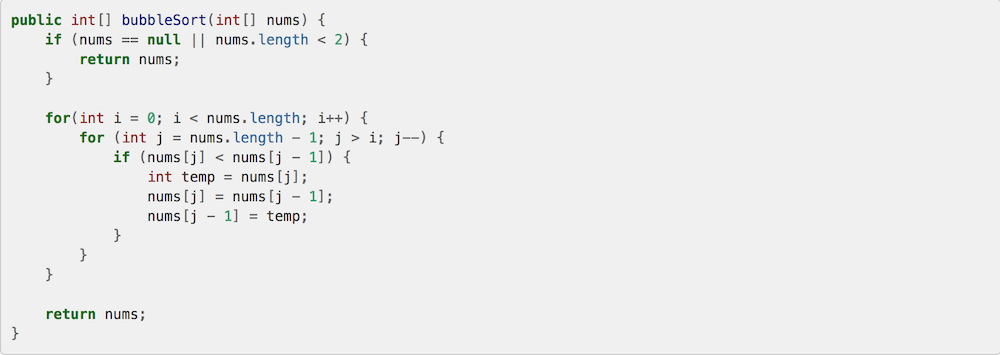 public int[] bubbleSort(int[] nums) {
    if (nums == null || nums.length < 2) {
        return nums;
    }

    for(int i = 0; i < nums.length; i++) {
        for (int j = nums.length - 1; j > i; j--) {
            if (nums[j] < nums[j - 1]) {
                int temp = nums[j];
                nums[j] = nums[j - 1];
                nums[j - 1] = temp;
            }
        }
    }

    return nums;
}